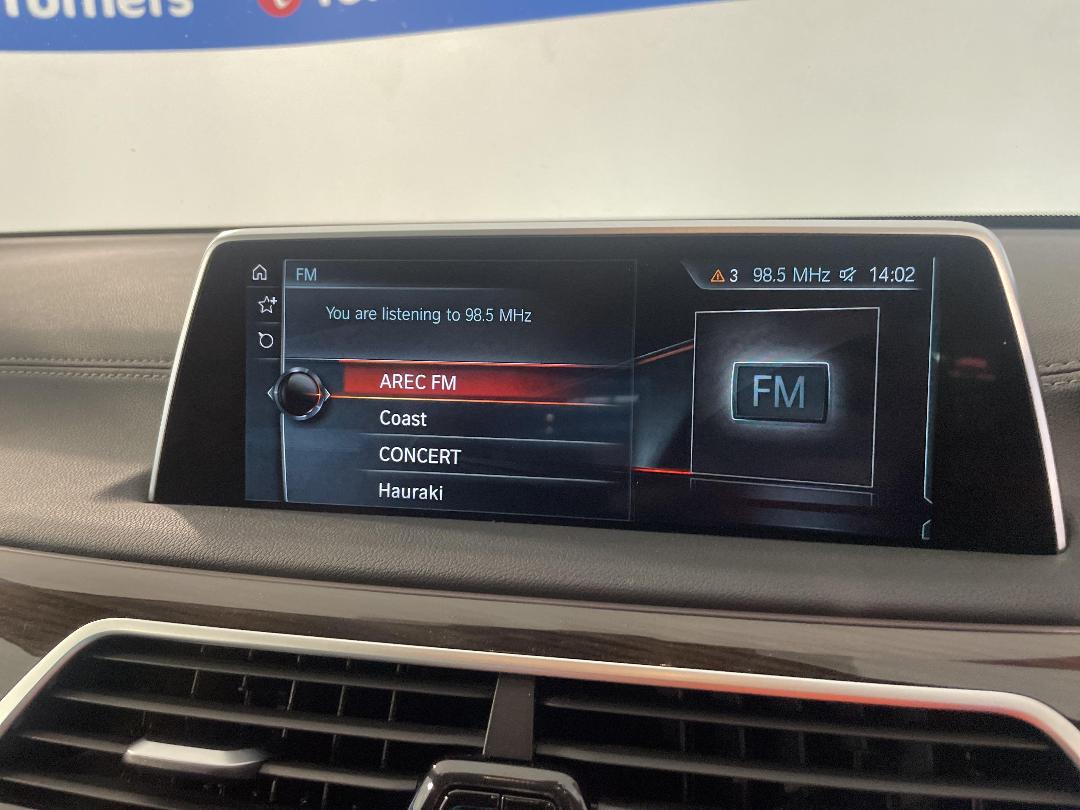 FM
3 98.5 MHz 14:02
You are listening to 98.5 MHz
AREC FM
Coast
CONCERT
Hauraki
FM